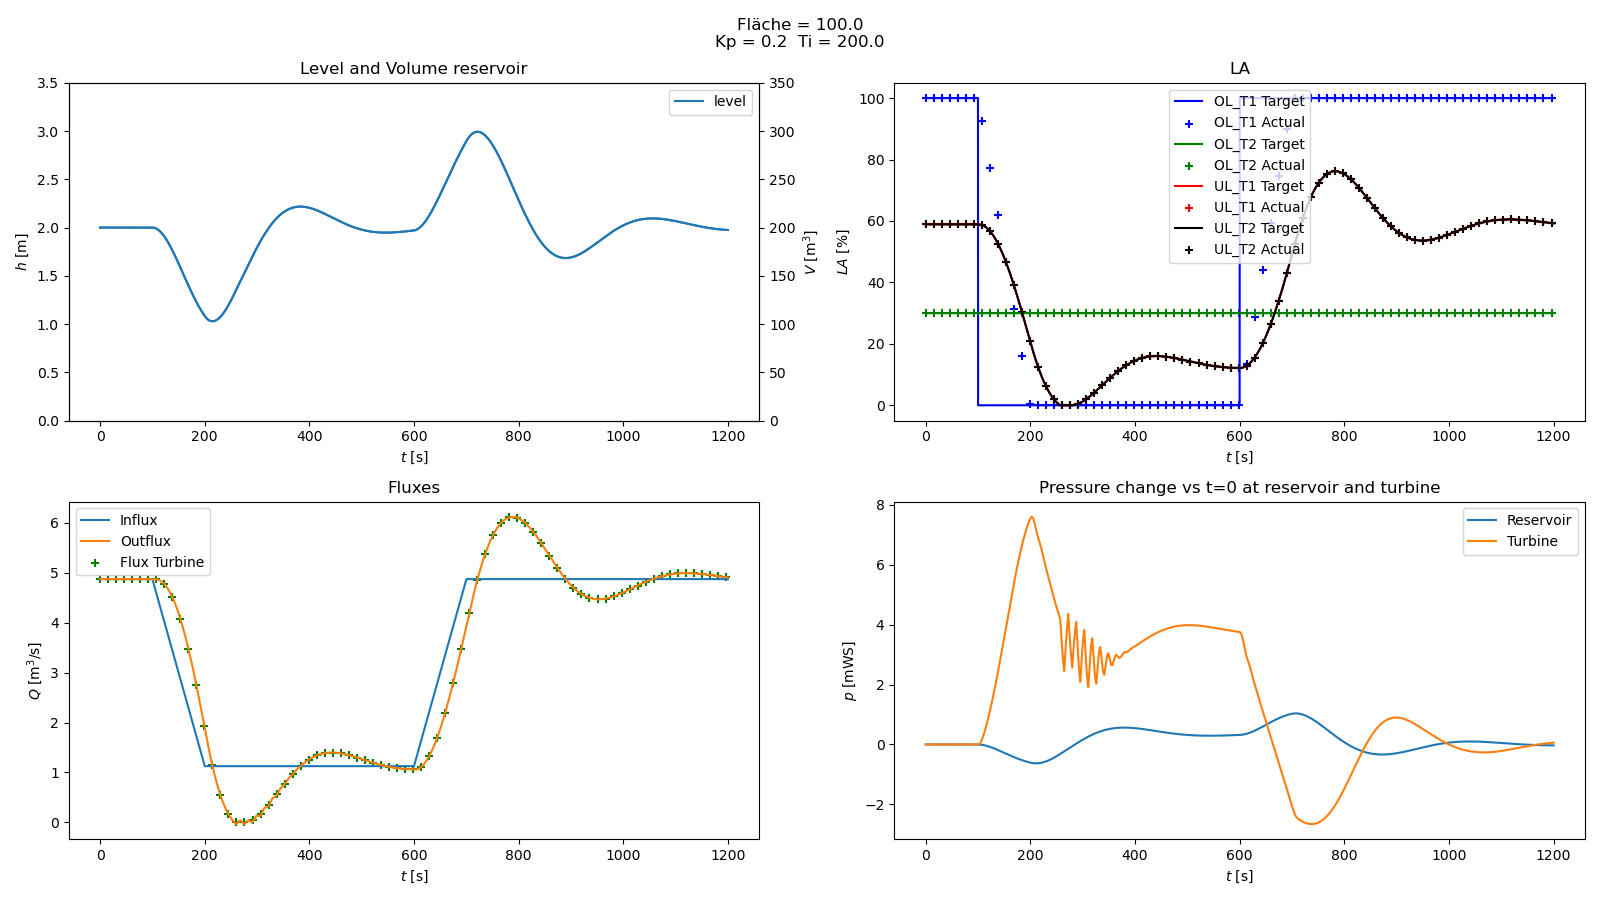 Fläche = 100.0
Kp = 0.2  Ti = 200.0
Level and Volume reservoir
level
h [m]
V [m³]
3.5
3.0
2.5
2.0
1.5
1.0
0.5
0.0
350
300
250
200
150
100
50
0
0 200 400 600 800 1000 1200
t [s]
LA
OL_T1 Target
OL_T1 Actual
OL_T2 Target
OL_T2 Actual
UL_T1 Target
UL_T1 Actual
UL_T2 Target
UL_T2 Actual
LA [%]
100
80
60
40
20
0
0 200 400 600 800 1000 1200
t [s]
Fluxes
Influx
Outflux
Flux Turbine
Q [m³/s]
6
5
4
3
2
1
0
0 200 400 600 800 1000 1200
t [s]
Pressure change vs t=0 at reservoir and turbine
Reservoir
Turbine
p [mWS]
8
6
4
2
0
−2
0 200 400 600 800 1000 1200
t [s]